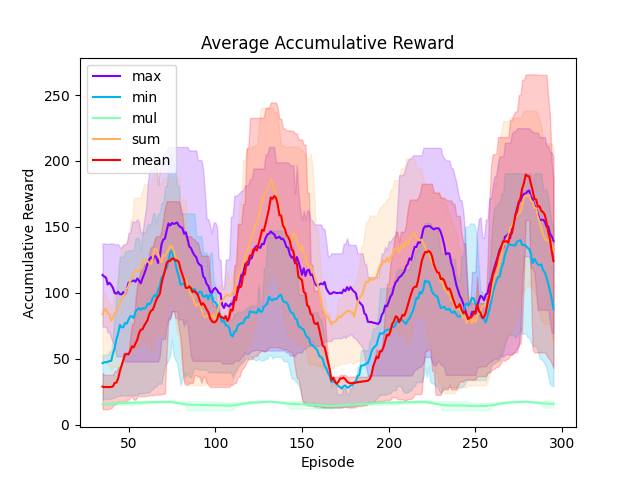 Average Accumulative Reward
max
min
mul
sum
mean
Accumulative Reward
250
200
150
100
50
0
50
100
150
200
250
300
Episode